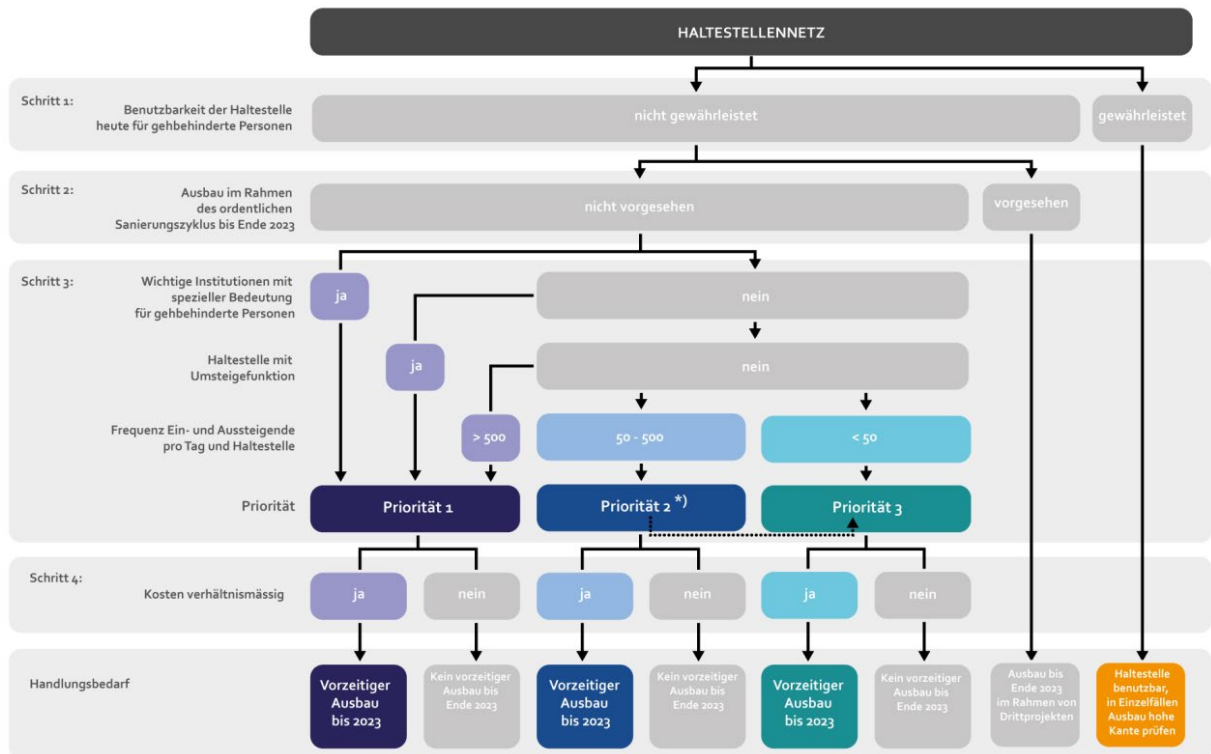 HALTESTELLENNETZ
Schritt 1:
Benutzbarkeit der Haltestelle
heute für gehbehinderte Personen
nicht gewährleistet
gewährleistet
Schritt 2:
Ausbau im Rahmen
des ordentlichen
Sanierungszyklus bis Ende 2023
nicht vorgesehen
vorgesehen
Schritt 3:
Wichtige Institutionen mit
spezieller Bedeutung
für gehbehinderte Personen
ja
nein
Haltestelle mit
Umsteigefunktion
ja
nein
Frequenz Ein- und Aussteigende
pro Tag und Haltestelle
> 500
50 - 500
< 50
Priorität
Priorität 1
Priorität 2 *)
Priorität 3
Schritt 4:
Kosten verhältnismässig
ja
nein
ja
nein
ja
nein
Handlungsbedarf
Vorzeitiger
Ausbau
bis 2023
Kein vorzeitiger
Ausbau bis
Ende 2023
Vorzeitiger
Ausbau
bis 2023
Kein vorzeitiger
Ausbau bis
Ende 2023
Vorzeitiger
Ausbau
bis 2023
Kein vorzeitiger
Ausbau bis
Ende 2023
Ausbau bis
Ende 2023
im Rahmen von
Drittprojekten
Haltestelle
benutzbar,
in Einzelfällen
Ausbau hohe
Kante prüfen